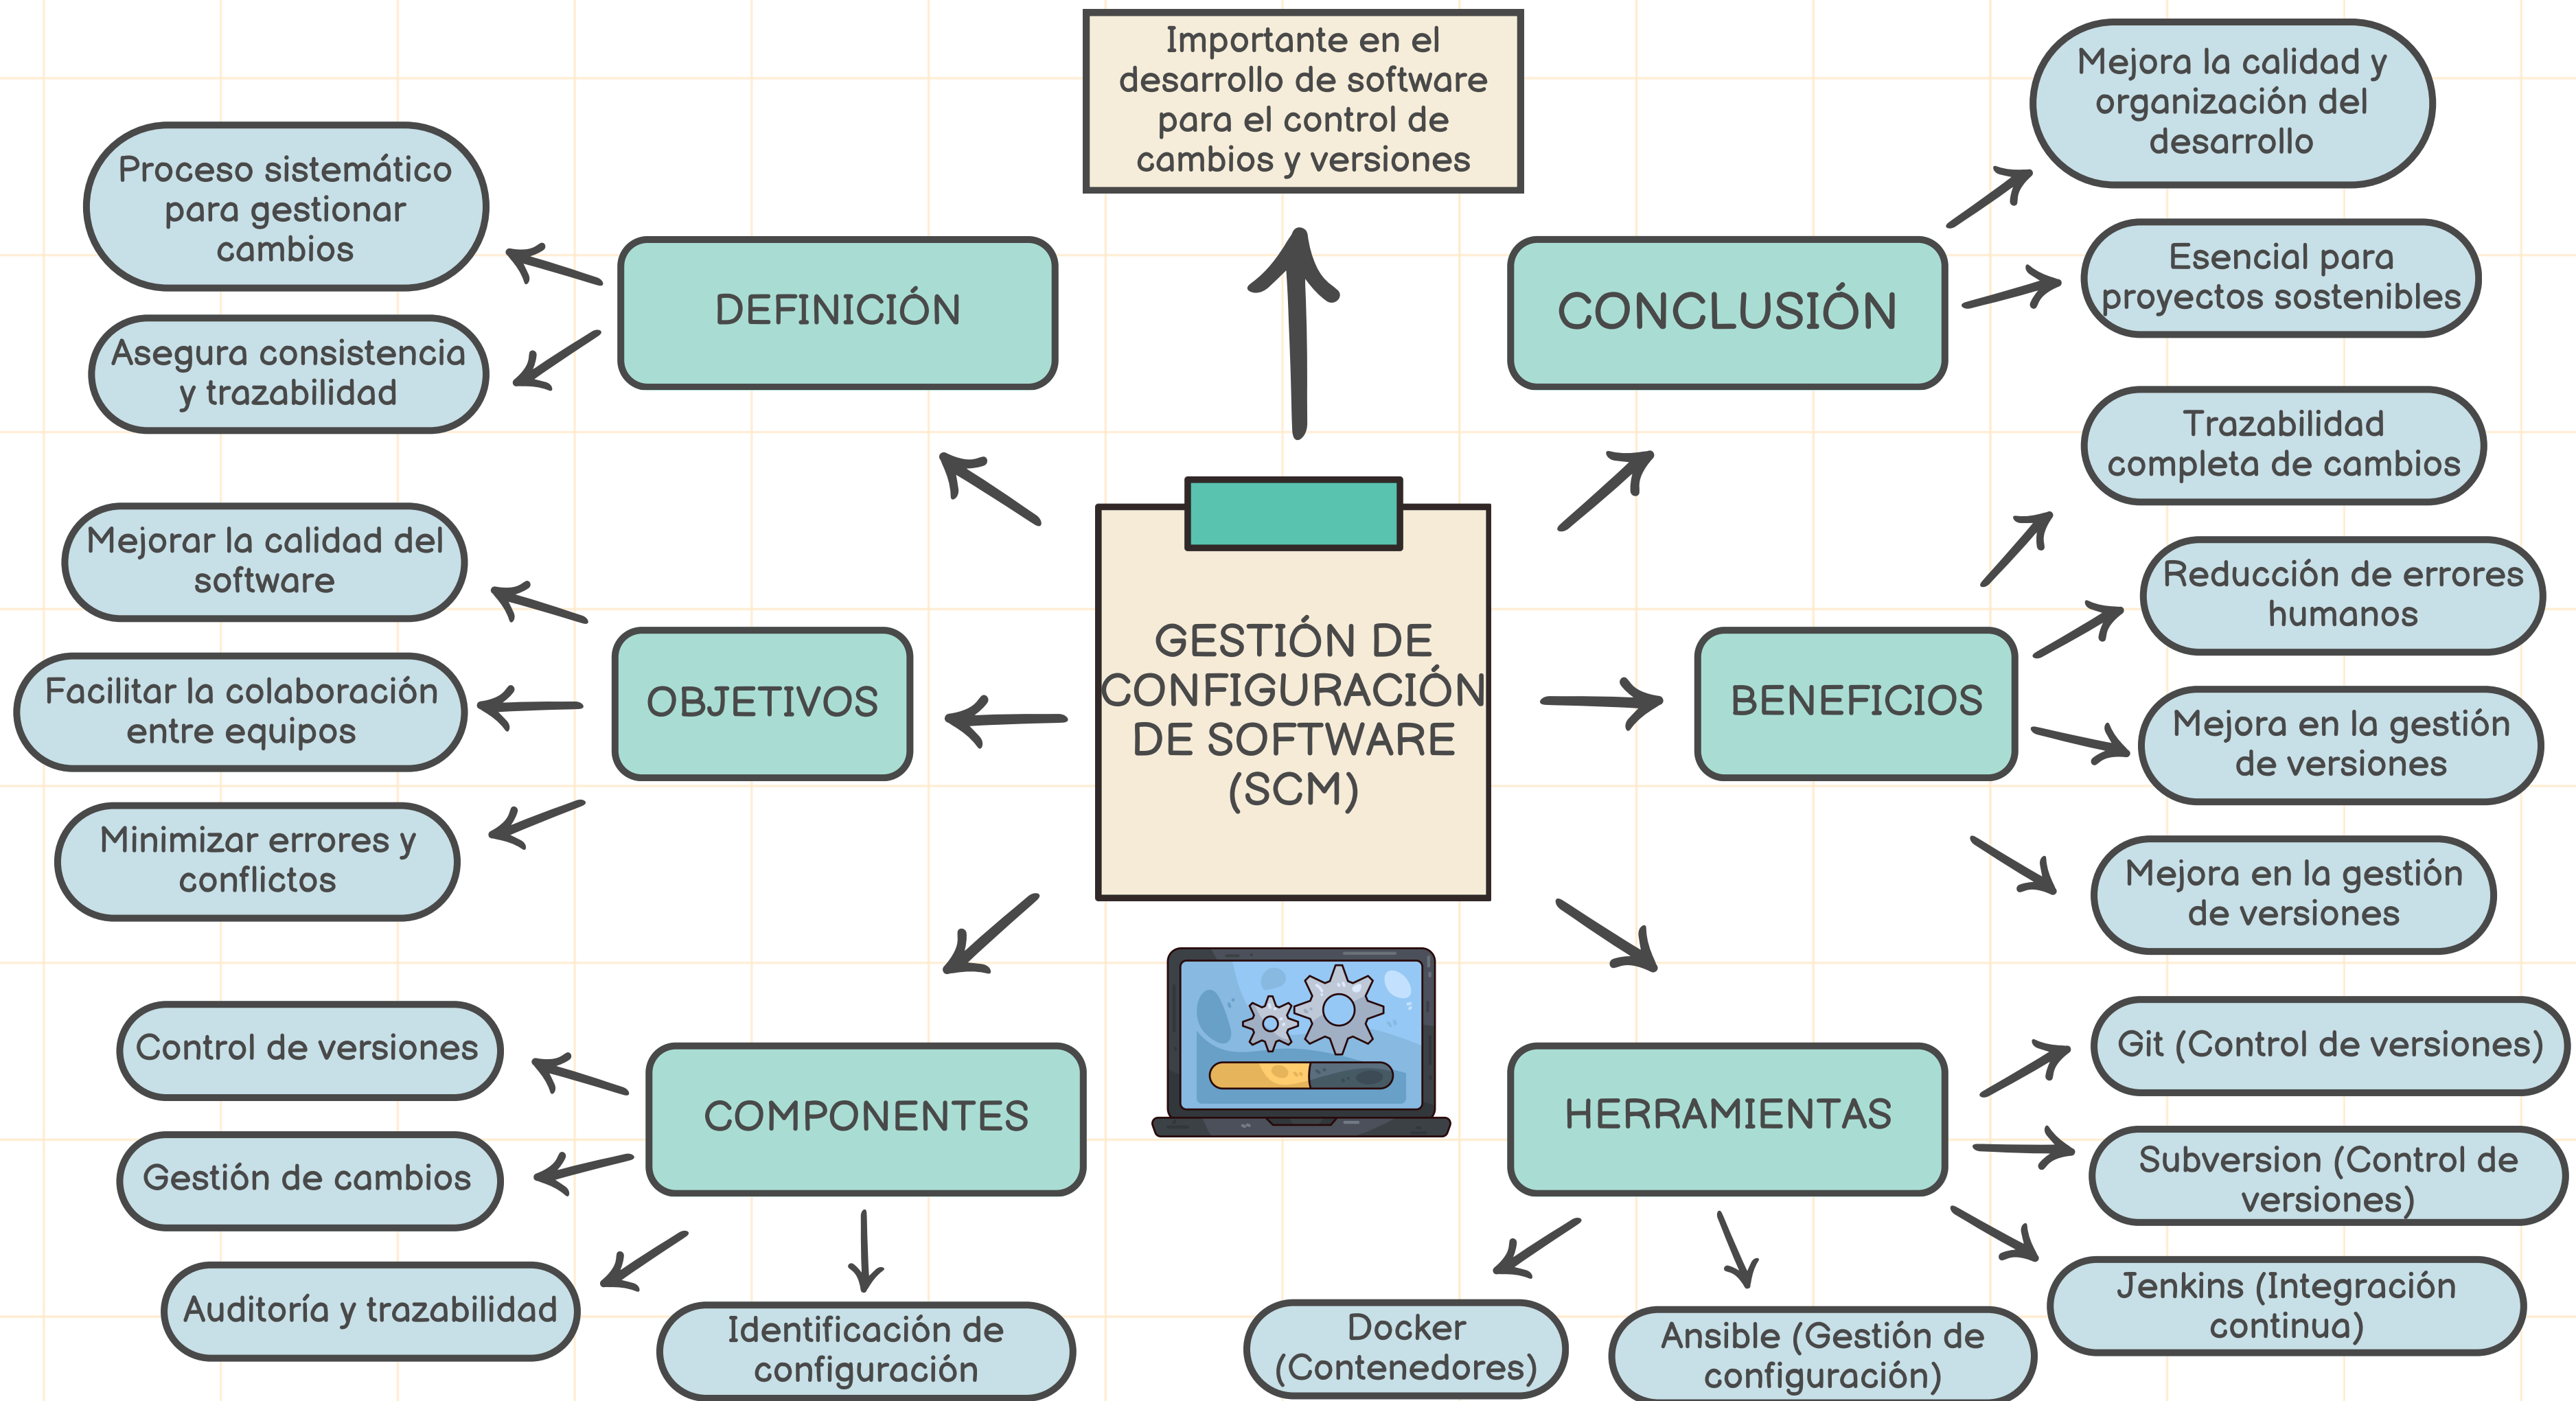 Importante en el
desarrollo de software
para el control de
cambios y versiones
DEFINICIÓN
Proceso sistemático
para gestionar
cambios
Asegura consistencia
y trazabilidad
CONCLUSIÓN
Mejora la calidad y
organización del
desarrollo
Esencial para
proyectos sostenibles
GESTIÓN DE
CONFIGURACIÓN
DE SOFTWARE
(SCM)
OBJETIVOS
Mejorar la calidad del
software
Facilitar la colaboración
entre equipos
Minimizar errores y
conflictos
BENEFICIOS
Trazabilidad
completa de cambios
Reducción de errores
humanos
Mejora en la gestión
de versiones
Mejora en la gestión
de versiones
COMPONENTES
Control de versiones
Gestión de cambios
Auditoría y trazabilidad
Identificación de
configuración
HERRAMIENTAS
Git (Control de versiones)
Subversion (Control de
versiones)
Jenkins (Integración
continua)
Ansible (Gestión de
configuración)
Docker
(Contenedores)